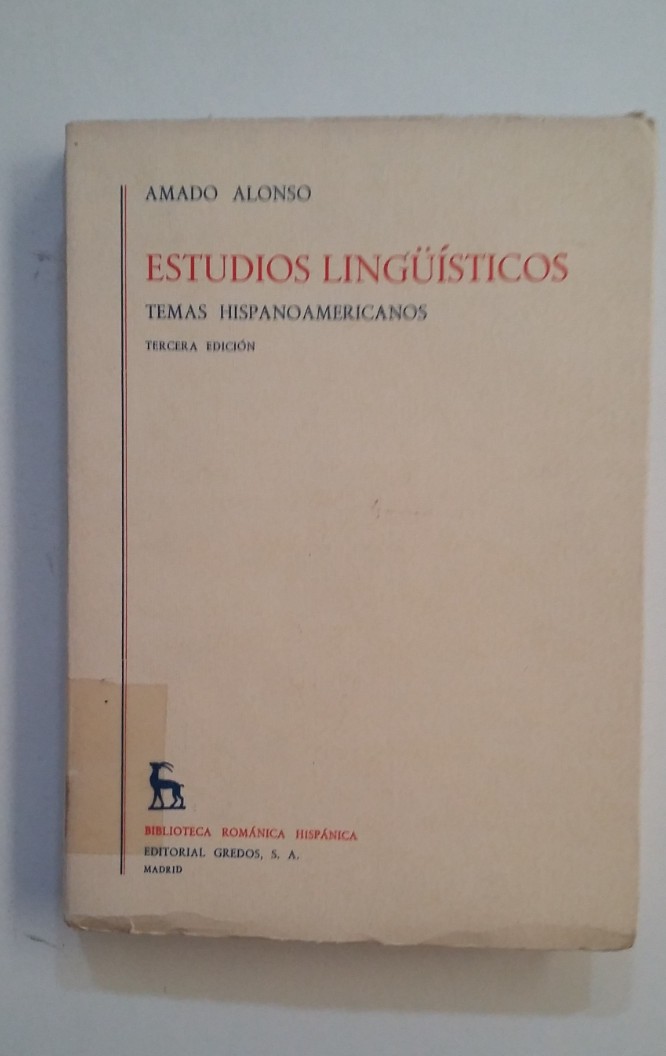 AMADO ALONSO
ESTUDIOS LINGÜÍSTICOS
TEMAS HISPANOAMERICANOS
TERCERA EDICIÓN
BIBLIOTECA ROMÁNICA HISPÁNICA
EDITORIAL GREDOS, S. A.
MADRID